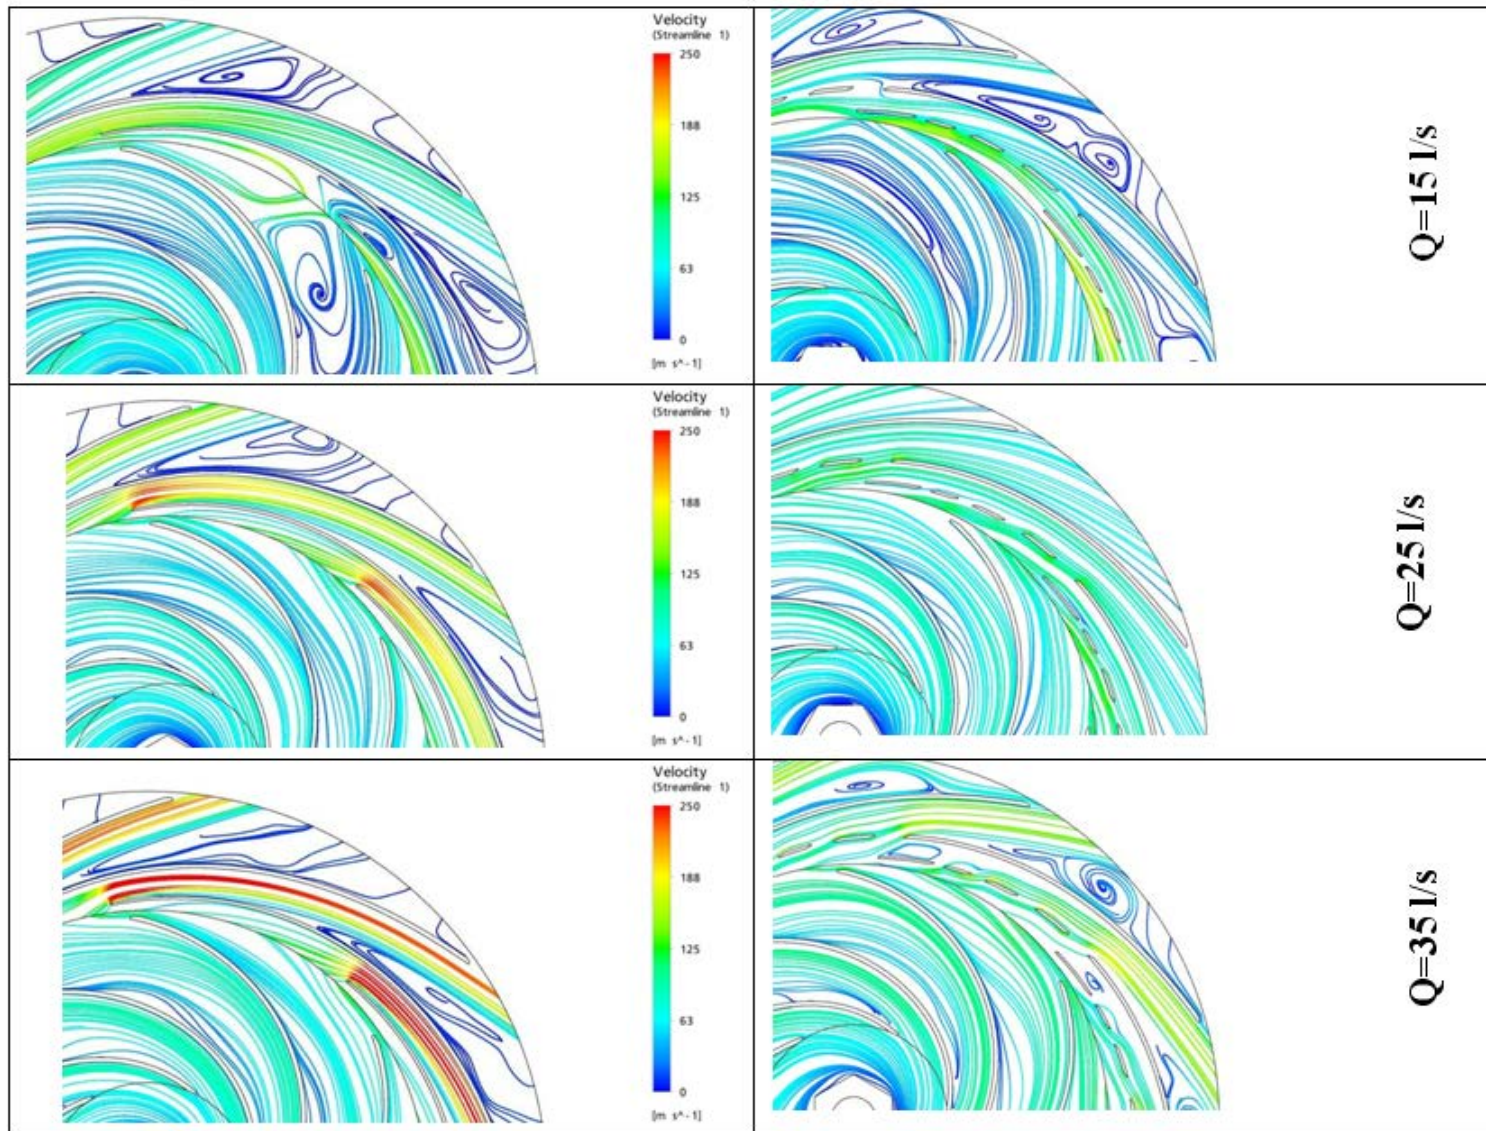 Velocity
(Streamline 1)
250
188
125
63
0
[m s^-1]
Q=15 l/s
Velocity
(Streamline 1)
250
188
125
63
0
[m s^-1]
Q=25 l/s
Velocity
(Streamline 1)
250
188
125
63
0
[m s^-1]
Q=35 l/s